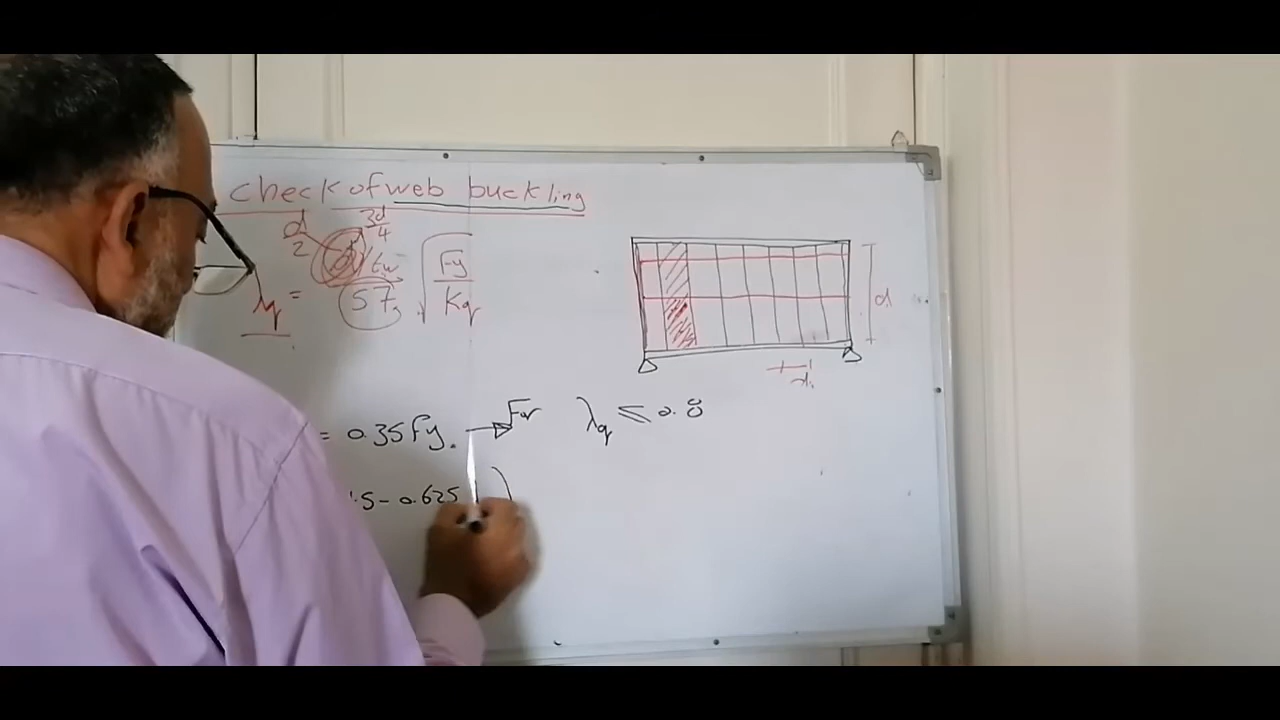 check of web buckling
d/2 3d/4
λq = d/tw / 57 √Fy/Kq
d
= 0.35 Fy. → For λq ≤ 0.8
1.5 - 0.625